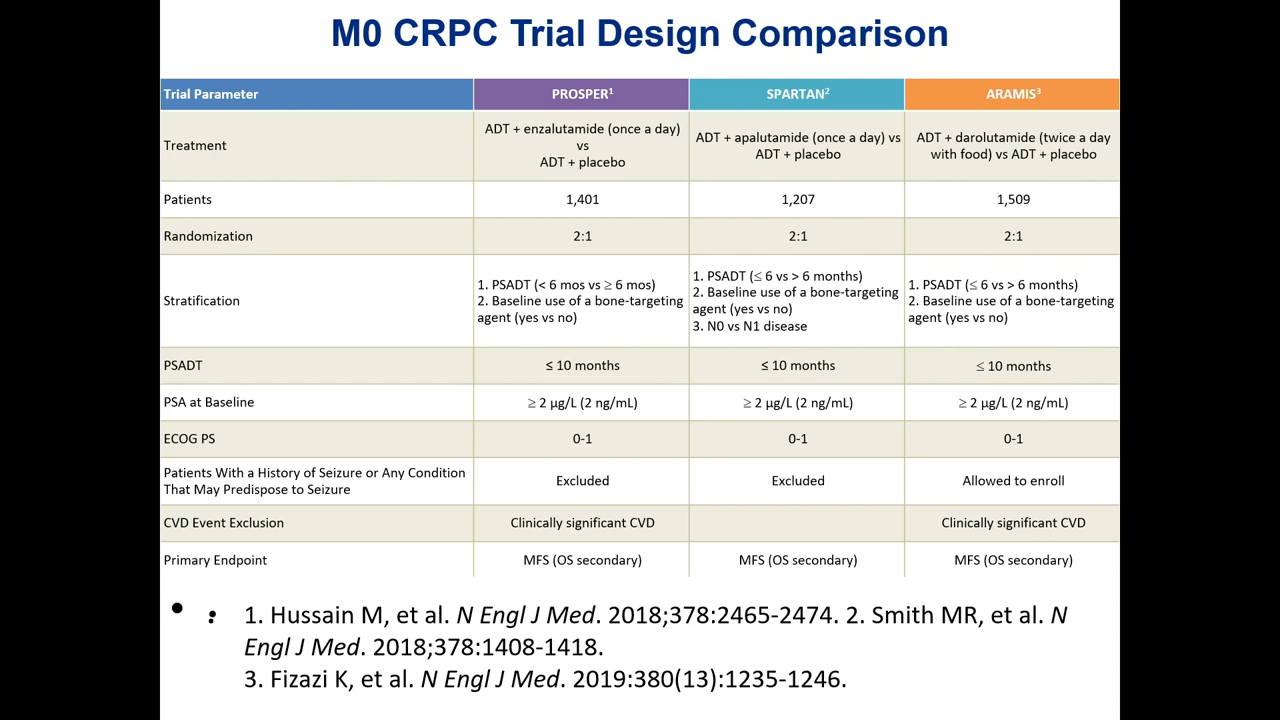 M0 CRPC Trial Design Comparison
Trial Parameter
PROSPER1
SPARTAN2
ARAMIS3
Treatment
ADT + enzalutamide (once a day)
vs
ADT + placebo
ADT + apalutamide (once a day) vs
ADT + placebo
ADT + darolutamide (twice a day
with food) vs ADT + placebo
Patients
1,401
1,207
1,509
Randomization
2:1
2:1
2:1
Stratification
1. PSADT (< 6 mos vs ≥ 6 mos)
2. Baseline use of a bone-targeting
agent (yes vs no)
1. PSADT (≤ 6 vs > 6 months)
2. Baseline use of a bone-targeting
agent (yes vs no)
3. N0 vs N1 disease
1. PSADT (≤ 6 vs > 6 months)
2. Baseline use of a bone-targeting
agent (yes vs no)
PSADT
≤ 10 months
≤ 10 months
≤ 10 months
PSA at Baseline
≥ 2 µg/L (2 ng/mL)
≥ 2 µg/L (2 ng/mL)
≥ 2 µg/L (2 ng/mL)
ECOG PS
0-1
0-1
0-1
Patients With a History of Seizure or Any Condition
That May Predispose to Seizure
Excluded
Excluded
Allowed to enroll
CVD Event Exclusion
Clinically significant CVD
Clinically significant CVD
Primary Endpoint
MFS (OS secondary)
MFS (OS secondary)
MFS (OS secondary)
• : 1. Hussain M, et al. N Engl J Med. 2018;378:2465-2474. 2. Smith MR, et al. N
Engl J Med. 2018;378:1408-1418.
3. Fizazi K, et al. N Engl J Med. 2019:380(13):1235-1246.